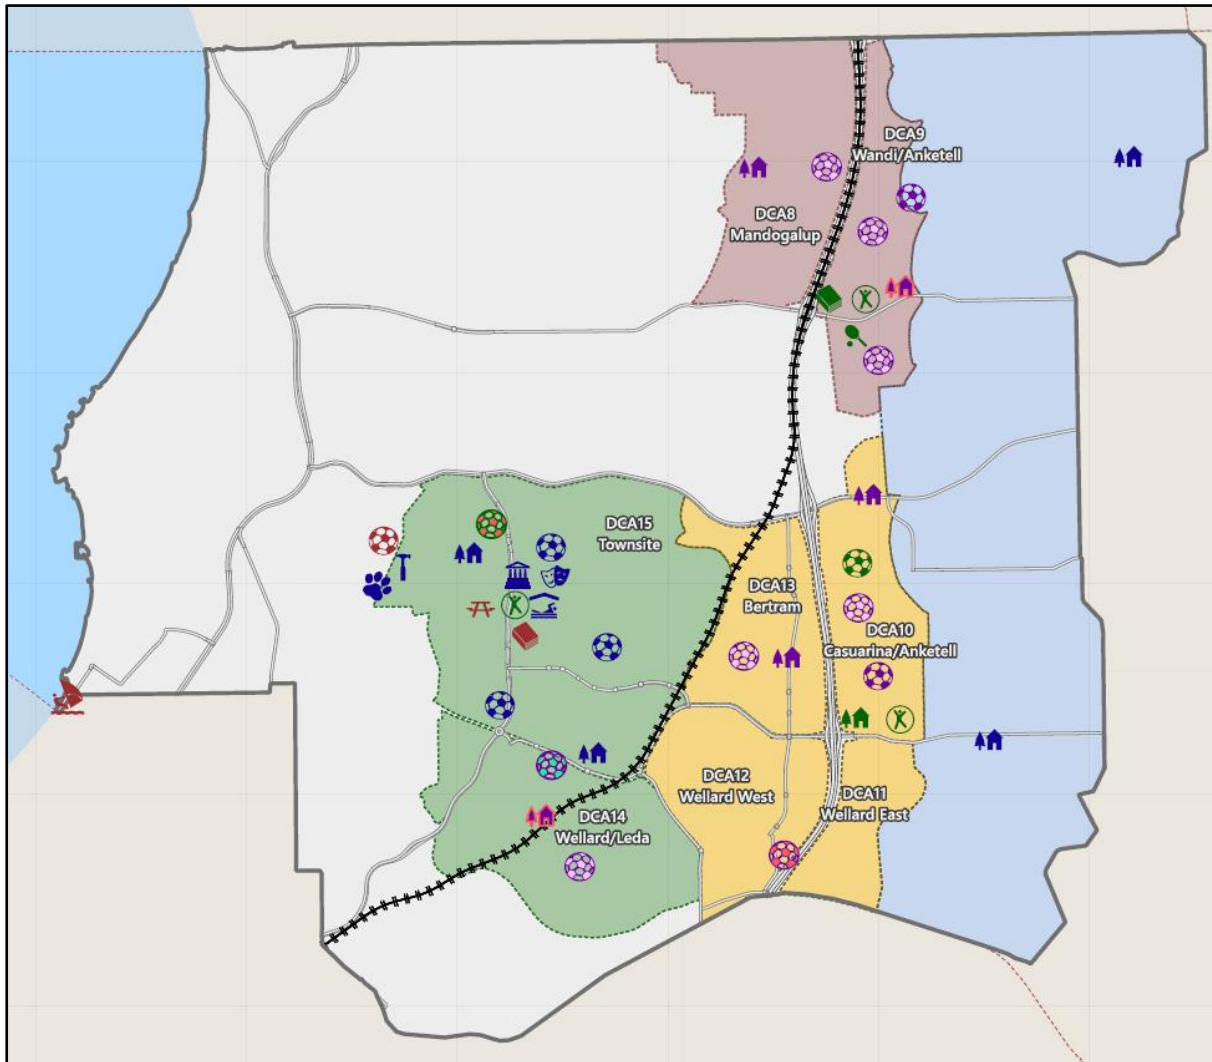 DCA9
Wandi/Anketell
DCA8
Mandogalup
DCA15
Townsite
DCA13
Bertram
DCA10
Casuarina/Anketell
DCA12
Wellard West
DCA11
Wellard East
DCA14
Wellard/Leda